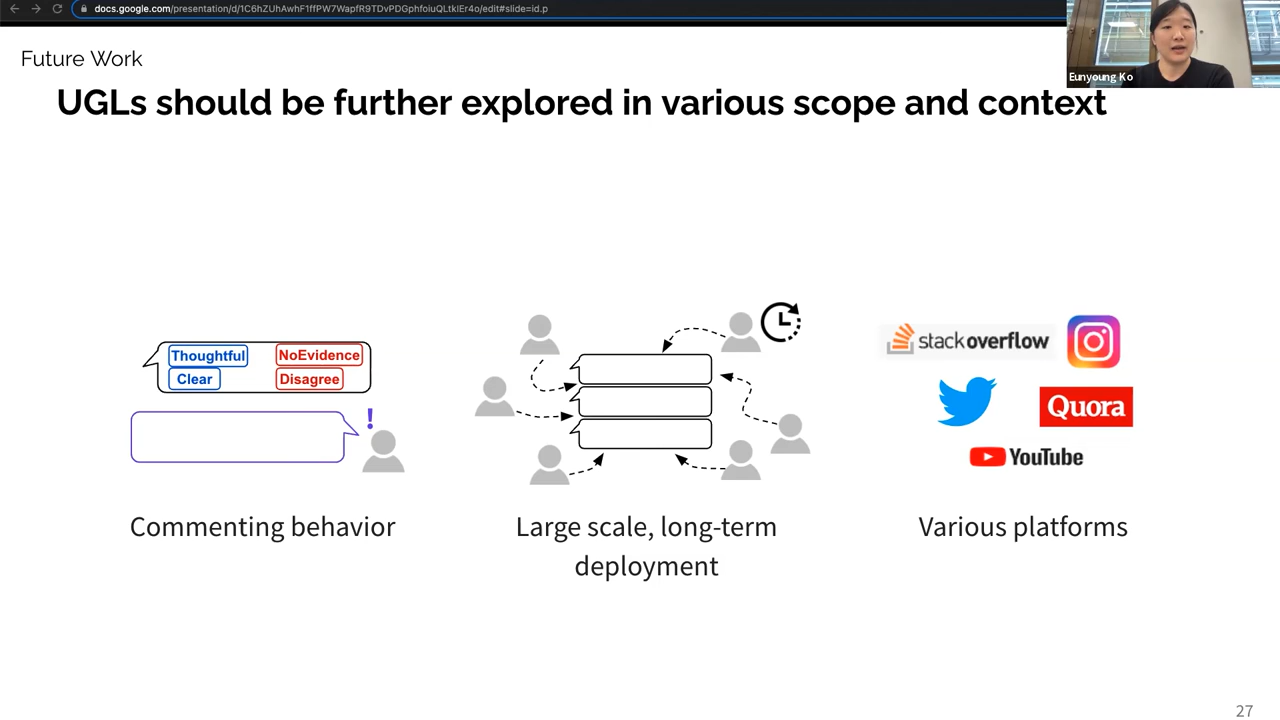 docs.google.com/presentation/d/1C6hZUhAwhF1ffPW7WapfR9TDvPDGphfoiuQLtklEr4o/edit#slide=id.p
Eunyoung Ko
Future Work
UGLs should be further explored in various scope and context
Thoughtful NoEvidence
Clear Disagree
!
stackoverflow
Quora
YouTube
Commenting behavior
Large scale, long-term
deployment
Various platforms
27